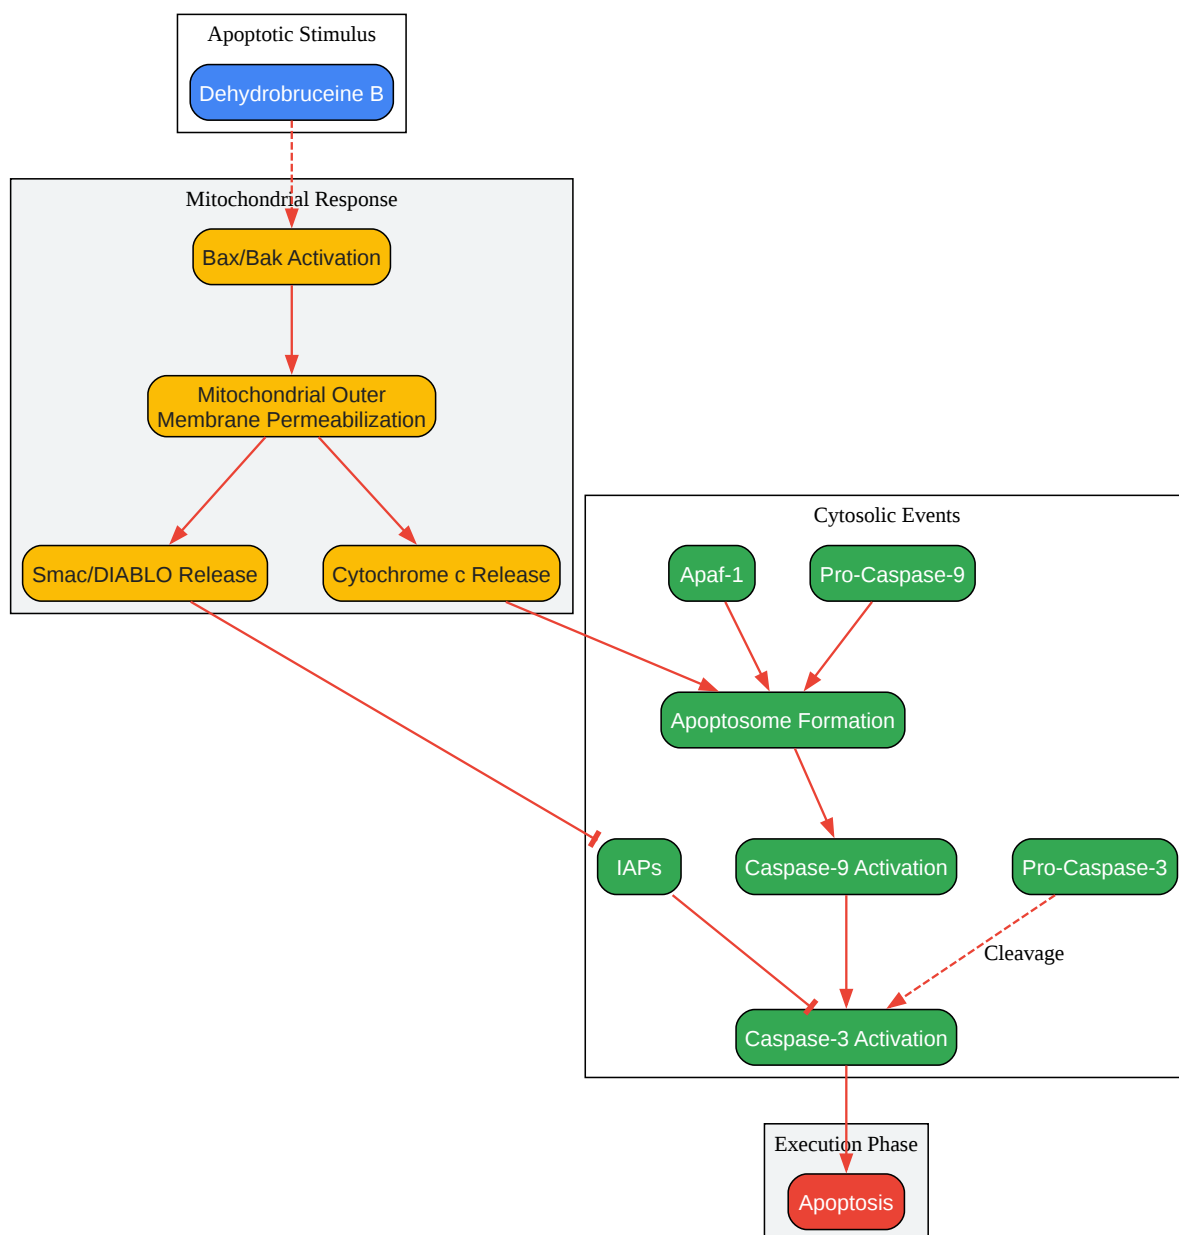 Apoptotic Stimulus
Dehydrobruceine B
Mitochondrial Response
Bax/Bak Activation
Mitochondrial Outer
Membrane Permeabilization
Smac/DIABLO Release
Cytochrome c Release
Cytosolic Events
Apaf-1
Pro-Caspase-9
Apoptosome Formation
IAPs
Caspase-9 Activation
Pro-Caspase-3
Cleavage
Caspase-3 Activation
Execution Phase
Apoptosis